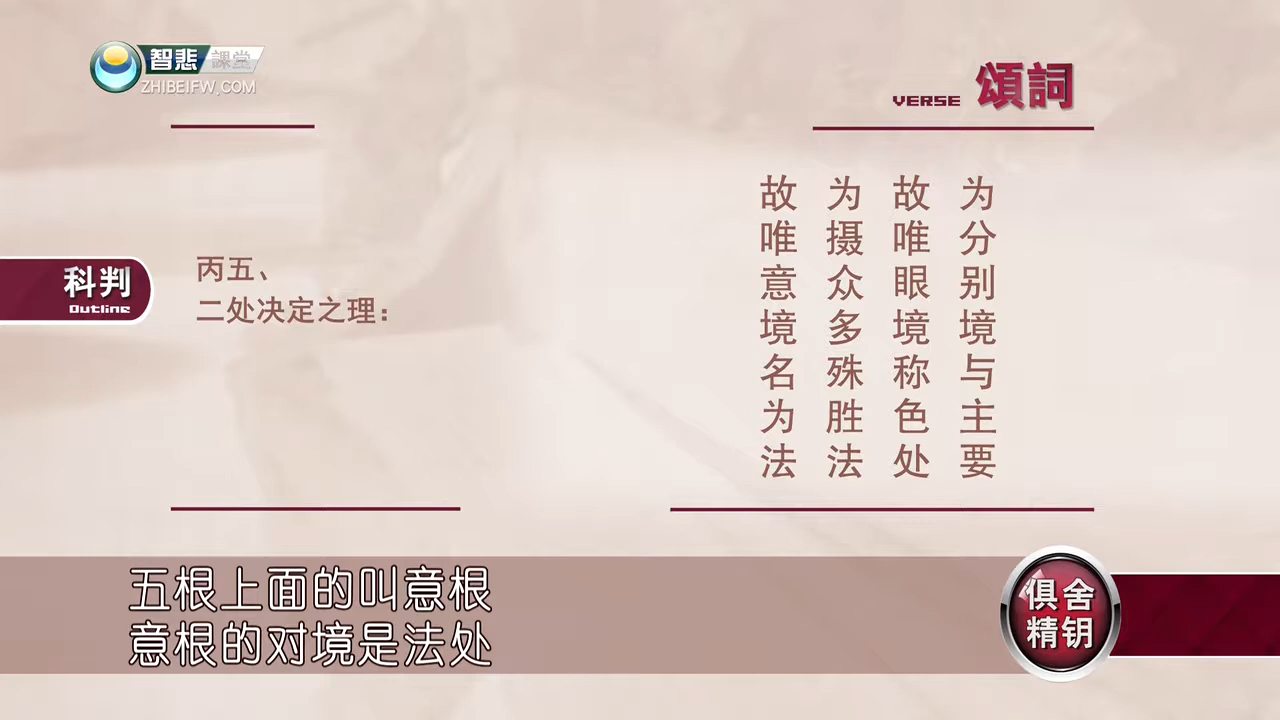 智悲課堂
ZHIBEIFW.COM
VERSE 頌詞
为分别境与主要
故唯眼境称色处
为摄众多殊胜法
故唯意境名为法
科判
Outline
丙五、
二处决定之理：
五根上面的叫意根
意根的对境是法处
俱舍
精钥